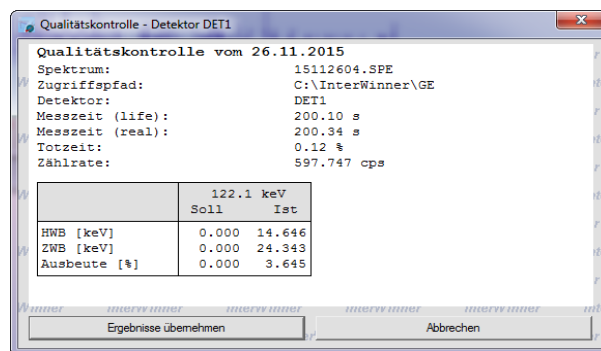 Qualitätskontrolle - Detektor DET1
Qualitätskontrolle vom 26.11.2015
Spektrum: 15112604.SPE
Zugriffspfad: C:\InterWinner\GE
Detektor: DET1
Messzeit (life): 200.10 s
Messzeit (real): 200.34 s
Totzeit: 0.12 %
Zählrate: 597.747 cps
122.1 keV
Soll Ist
HWB [keV] 0.000 14.646
ZWB [keV] 0.000 24.343
Ausbeute [%] 0.000 3.645
Ergebnisse übernehmen Abbrechen